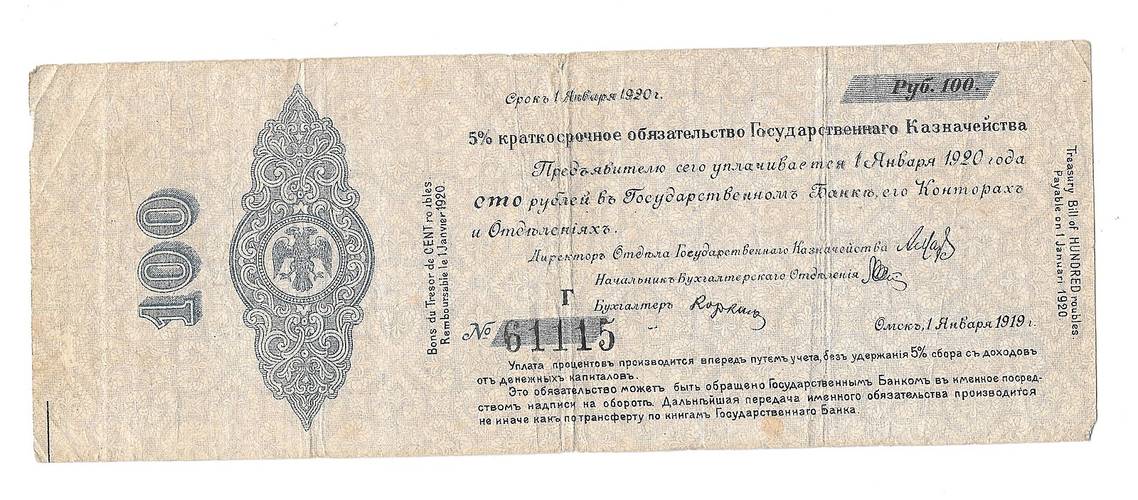 100
Bons du Tresor de CENT roubles.
Remboursable le 1 Janvier 1920.
Срокъ 1 Января 1920 г.
Руб. 100.
5% краткосрочное обязательство Государственнаго Казначейства
Предъявителю сего уплачивается 1 Января 1920 года
сто рублей въ Государственномъ Банкѣ, его Конторахъ
и Отдѣленіяхъ.
Директоръ Отдѣла Государственнаго Казначейства
Начальникъ Бухгалтерскаго Отдѣленія
Г
Бухгалтеръ
№ 61115
Омскъ, 1 Января 1919 г.
Уплата процентовъ производится впередъ путемъ учета, безъ удержанія 5% сбора съ доходовъ
отъ денежныхъ капиталовъ.
Это обязательство можетъ быть обращено Государственнымъ Банкомъ въ именное посред-
ствомъ надписи на оборотѣ. Дальнѣйшая передача именного обязательства производится
не иначе какъ по трансферту по книгамъ Государственнаго Банка.
Treasury Bill of HUNDRED roubles.
Payable on 1 Januari 1920